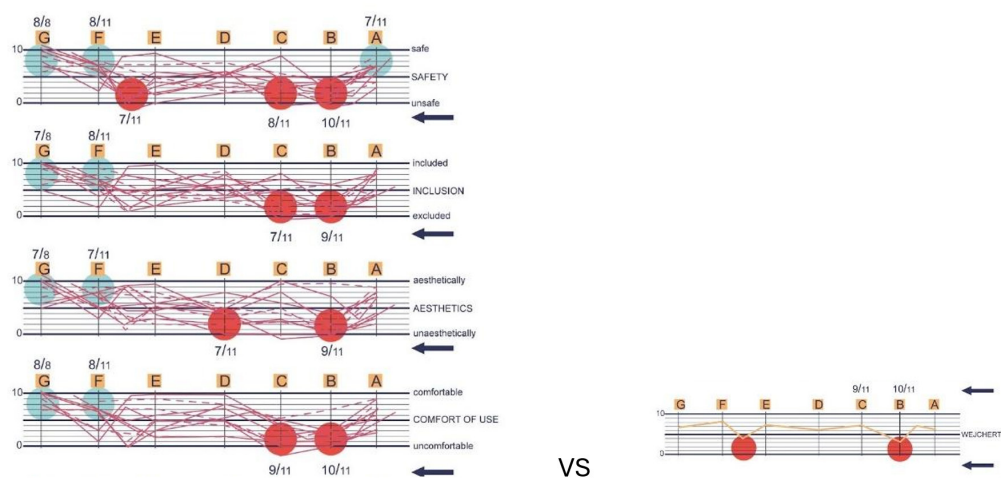 8/8 8/11 7/11
G F E D C B A
10 safe
SAFETY
0 unsafe
7/11 8/11 10/11
7/8 8/11
G F E D C B A
10 included
INCLUSION
0 excluded
7/11 9/11
7/8 7/11
G F E D C B A
10 aesthetically
AESTHETICS
0 unaesthetically
7/11 9/11
8/8 8/11
G F E D C B A
10 comfortable
COMFORT OF USE
0 uncomfortable
9/11 10/11
VS
9/11 10/11
G F E D C B A
10
WEJCHERT
0